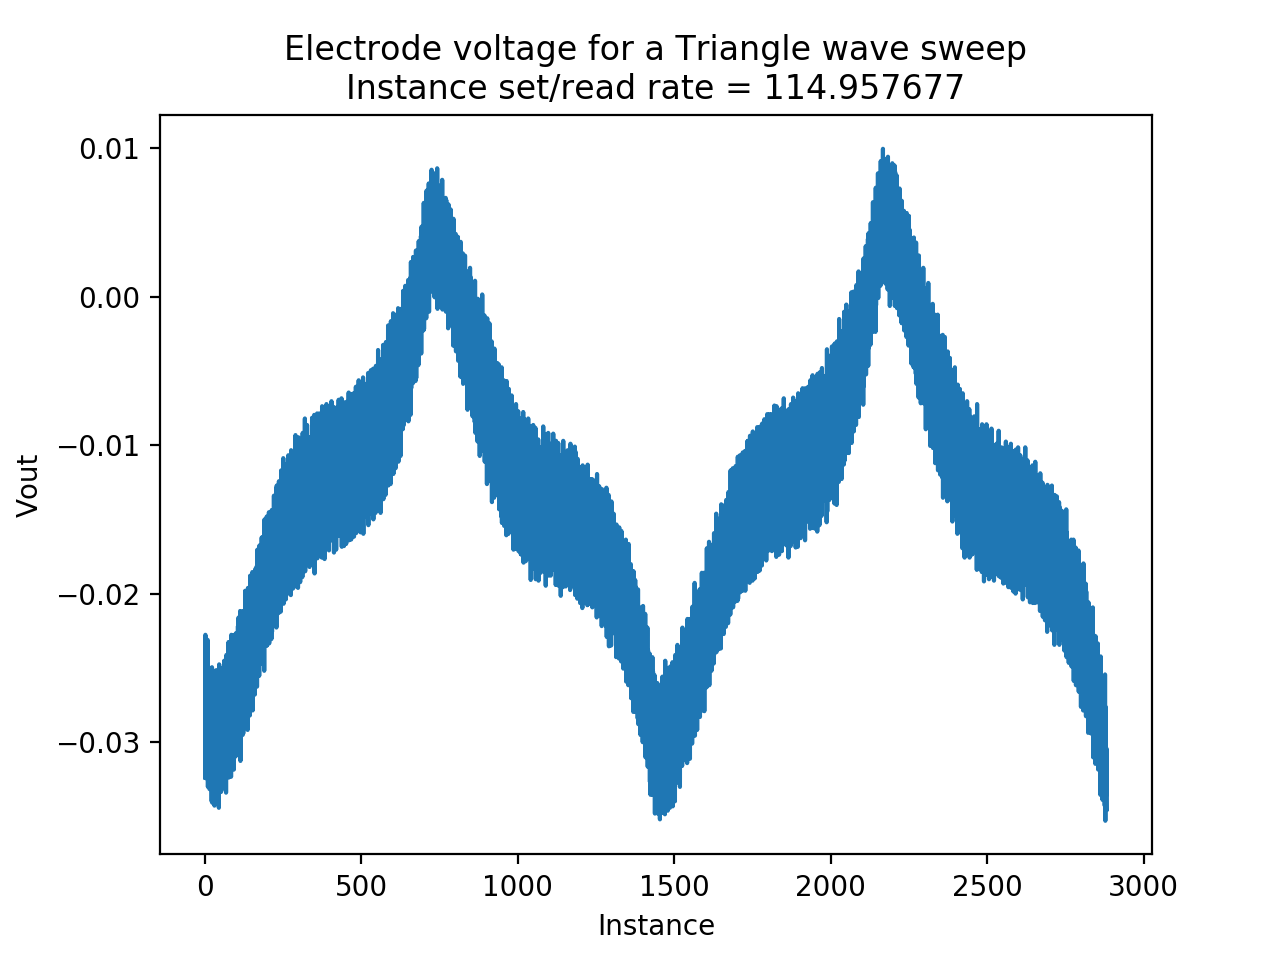 Electrode voltage for a Triangle wave sweep
Instance set/read rate = 114.957677
0.01
0.00
−0.01
−0.02
−0.03
Vout
0 500 1000 1500 2000 2500 3000
Instance